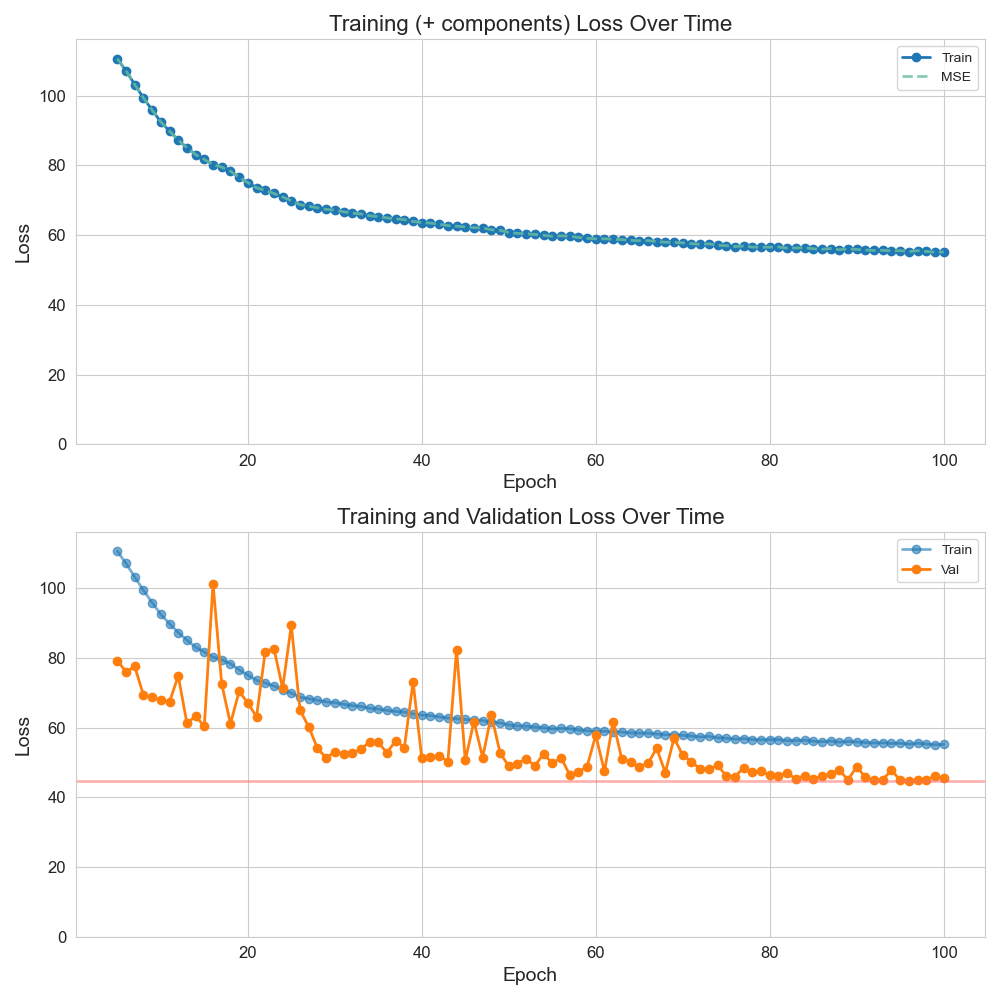 Training (+ components) Loss Over Time
Train
MSE
Loss
100
80
60
40
20
0
20 40 60 80 100
Epoch
Training and Validation Loss Over Time
Train
Val
Loss
100
80
60
40
20
0
20 40 60 80 100
Epoch